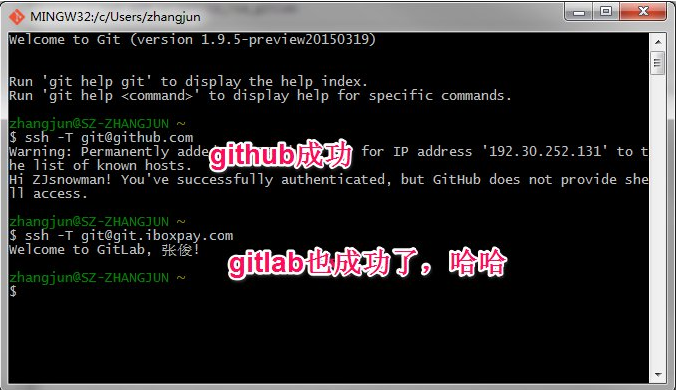 MINGW32:/c/Users/zhangjun
Welcome to Git (version 1.9.5-preview20150319)
Run 'git help git' to display the help index.
Run 'git help <command>' to display help for specific commands.
zhangjun@SZ-ZHANGJUN ~
$ ssh -T git@github.com
github成功
Warning: Permanently adde for IP address '192.30.252.131' to t
he list of known hosts.
Hi ZJsnowman! You've successfully authenticated, but GitHub does not provide she
ll access.
zhangjun@SZ-ZHANGJUN ~
$ ssh -T git@git.iboxpay.com
Welcome to GitLab, 张俊!
gitlab也成功了，哈哈
zhangjun@SZ-ZHANGJUN ~
$